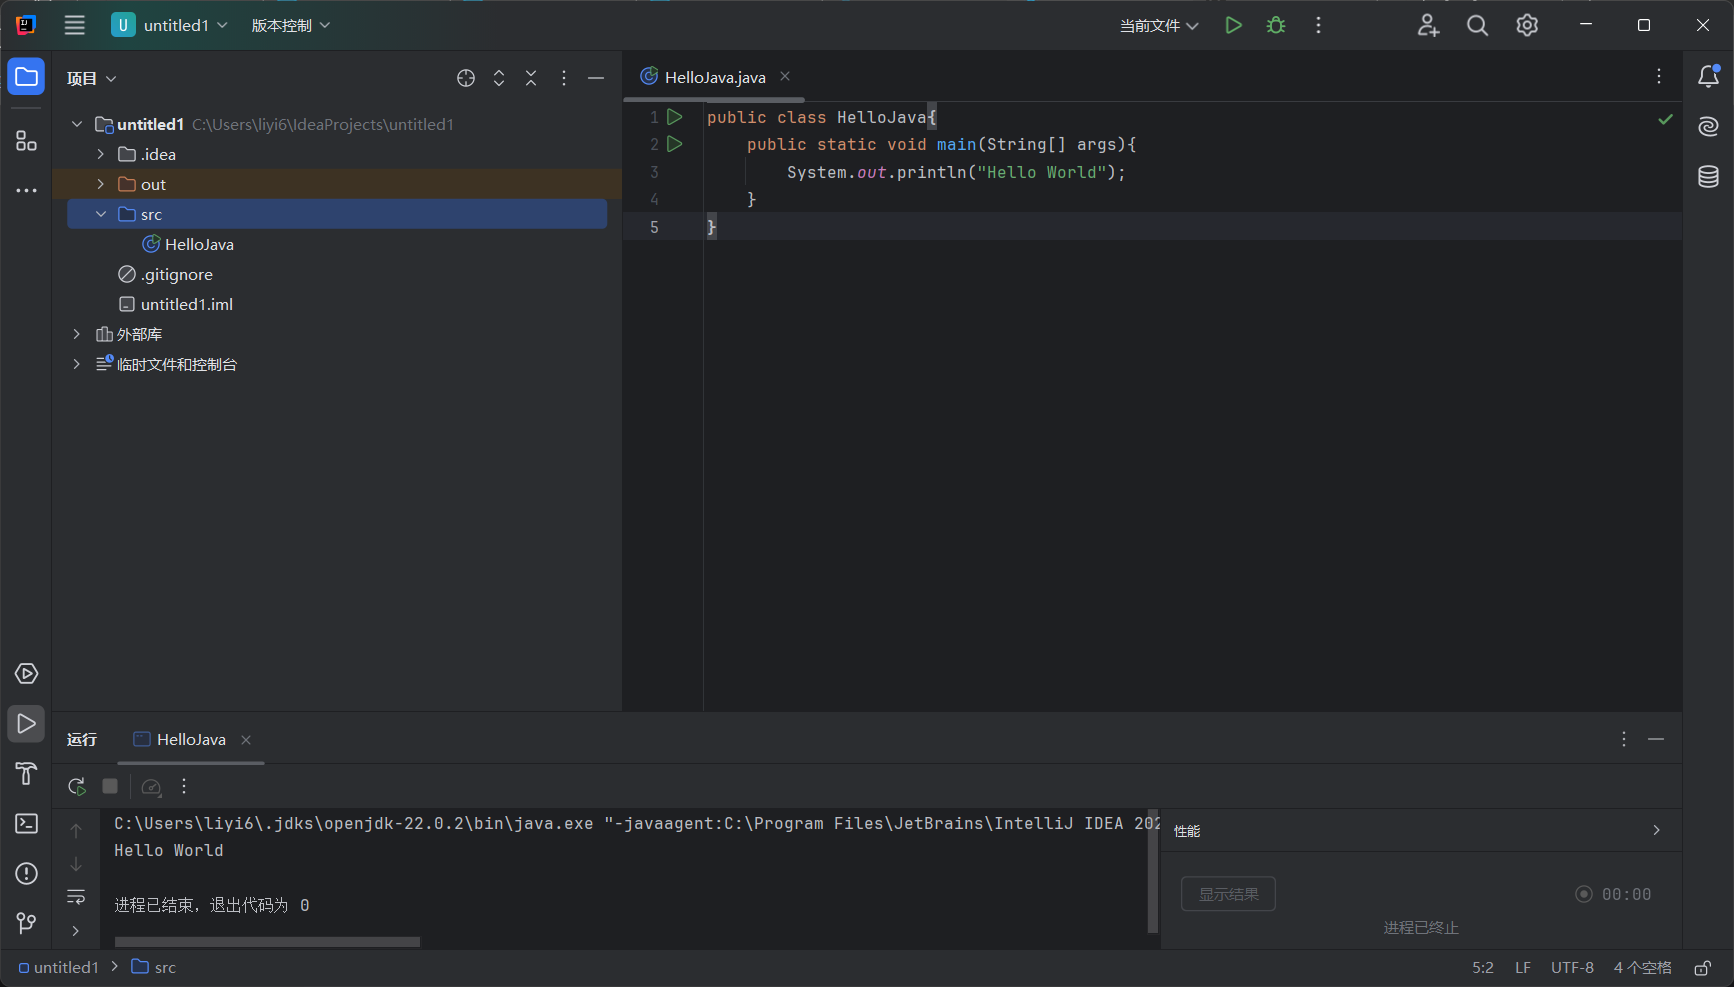 U untitled1 版本控制 当前文件
项目
HelloJava.java
untitled1 C:\Users\liyi6\IdeaProjects\untitled1
.idea
out
src
HelloJava
.gitignore
untitled1.iml
外部库
临时文件和控制台
1 public class HelloJava{
2 public static void main(String[] args){
3 System.out.println("Hello World");
4 }
5 }
运行 HelloJava
C:\Users\liyi6\.jdks\openjdk-22.0.2\bin\java.exe "-javaagent:C:\Program Files\JetBrains\IntelliJ IDEA 202
Hello World
进程已结束，退出代码为 0
性能
显示结果 00:00
进程已终止
untitled1 src 5:2 LF UTF-8 4 个空格